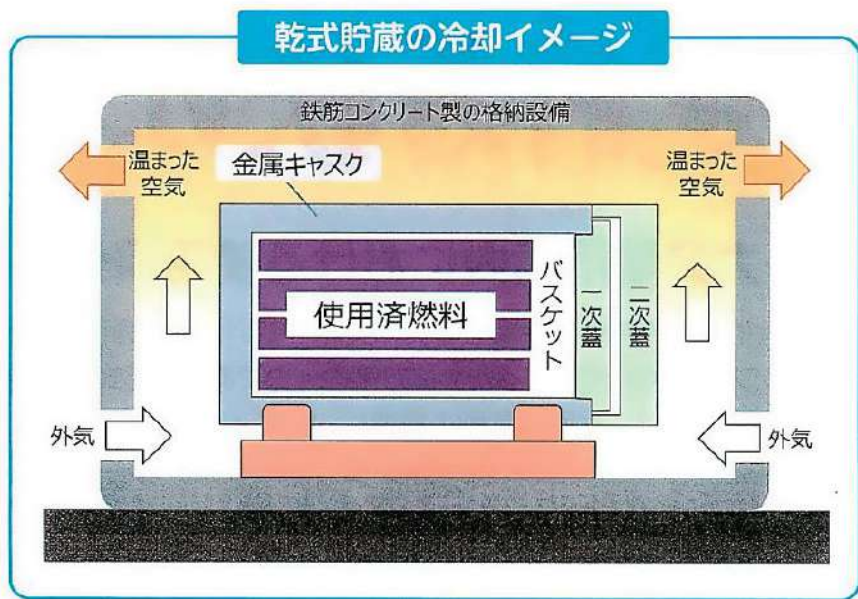 乾式貯蔵の冷却イメージ
鉄筋コンクリート製の格納設備
温まった
空気
金属キャスク
温まった
空気
使用済燃料
バスケット
一次蓋
二次蓋
外気
外気